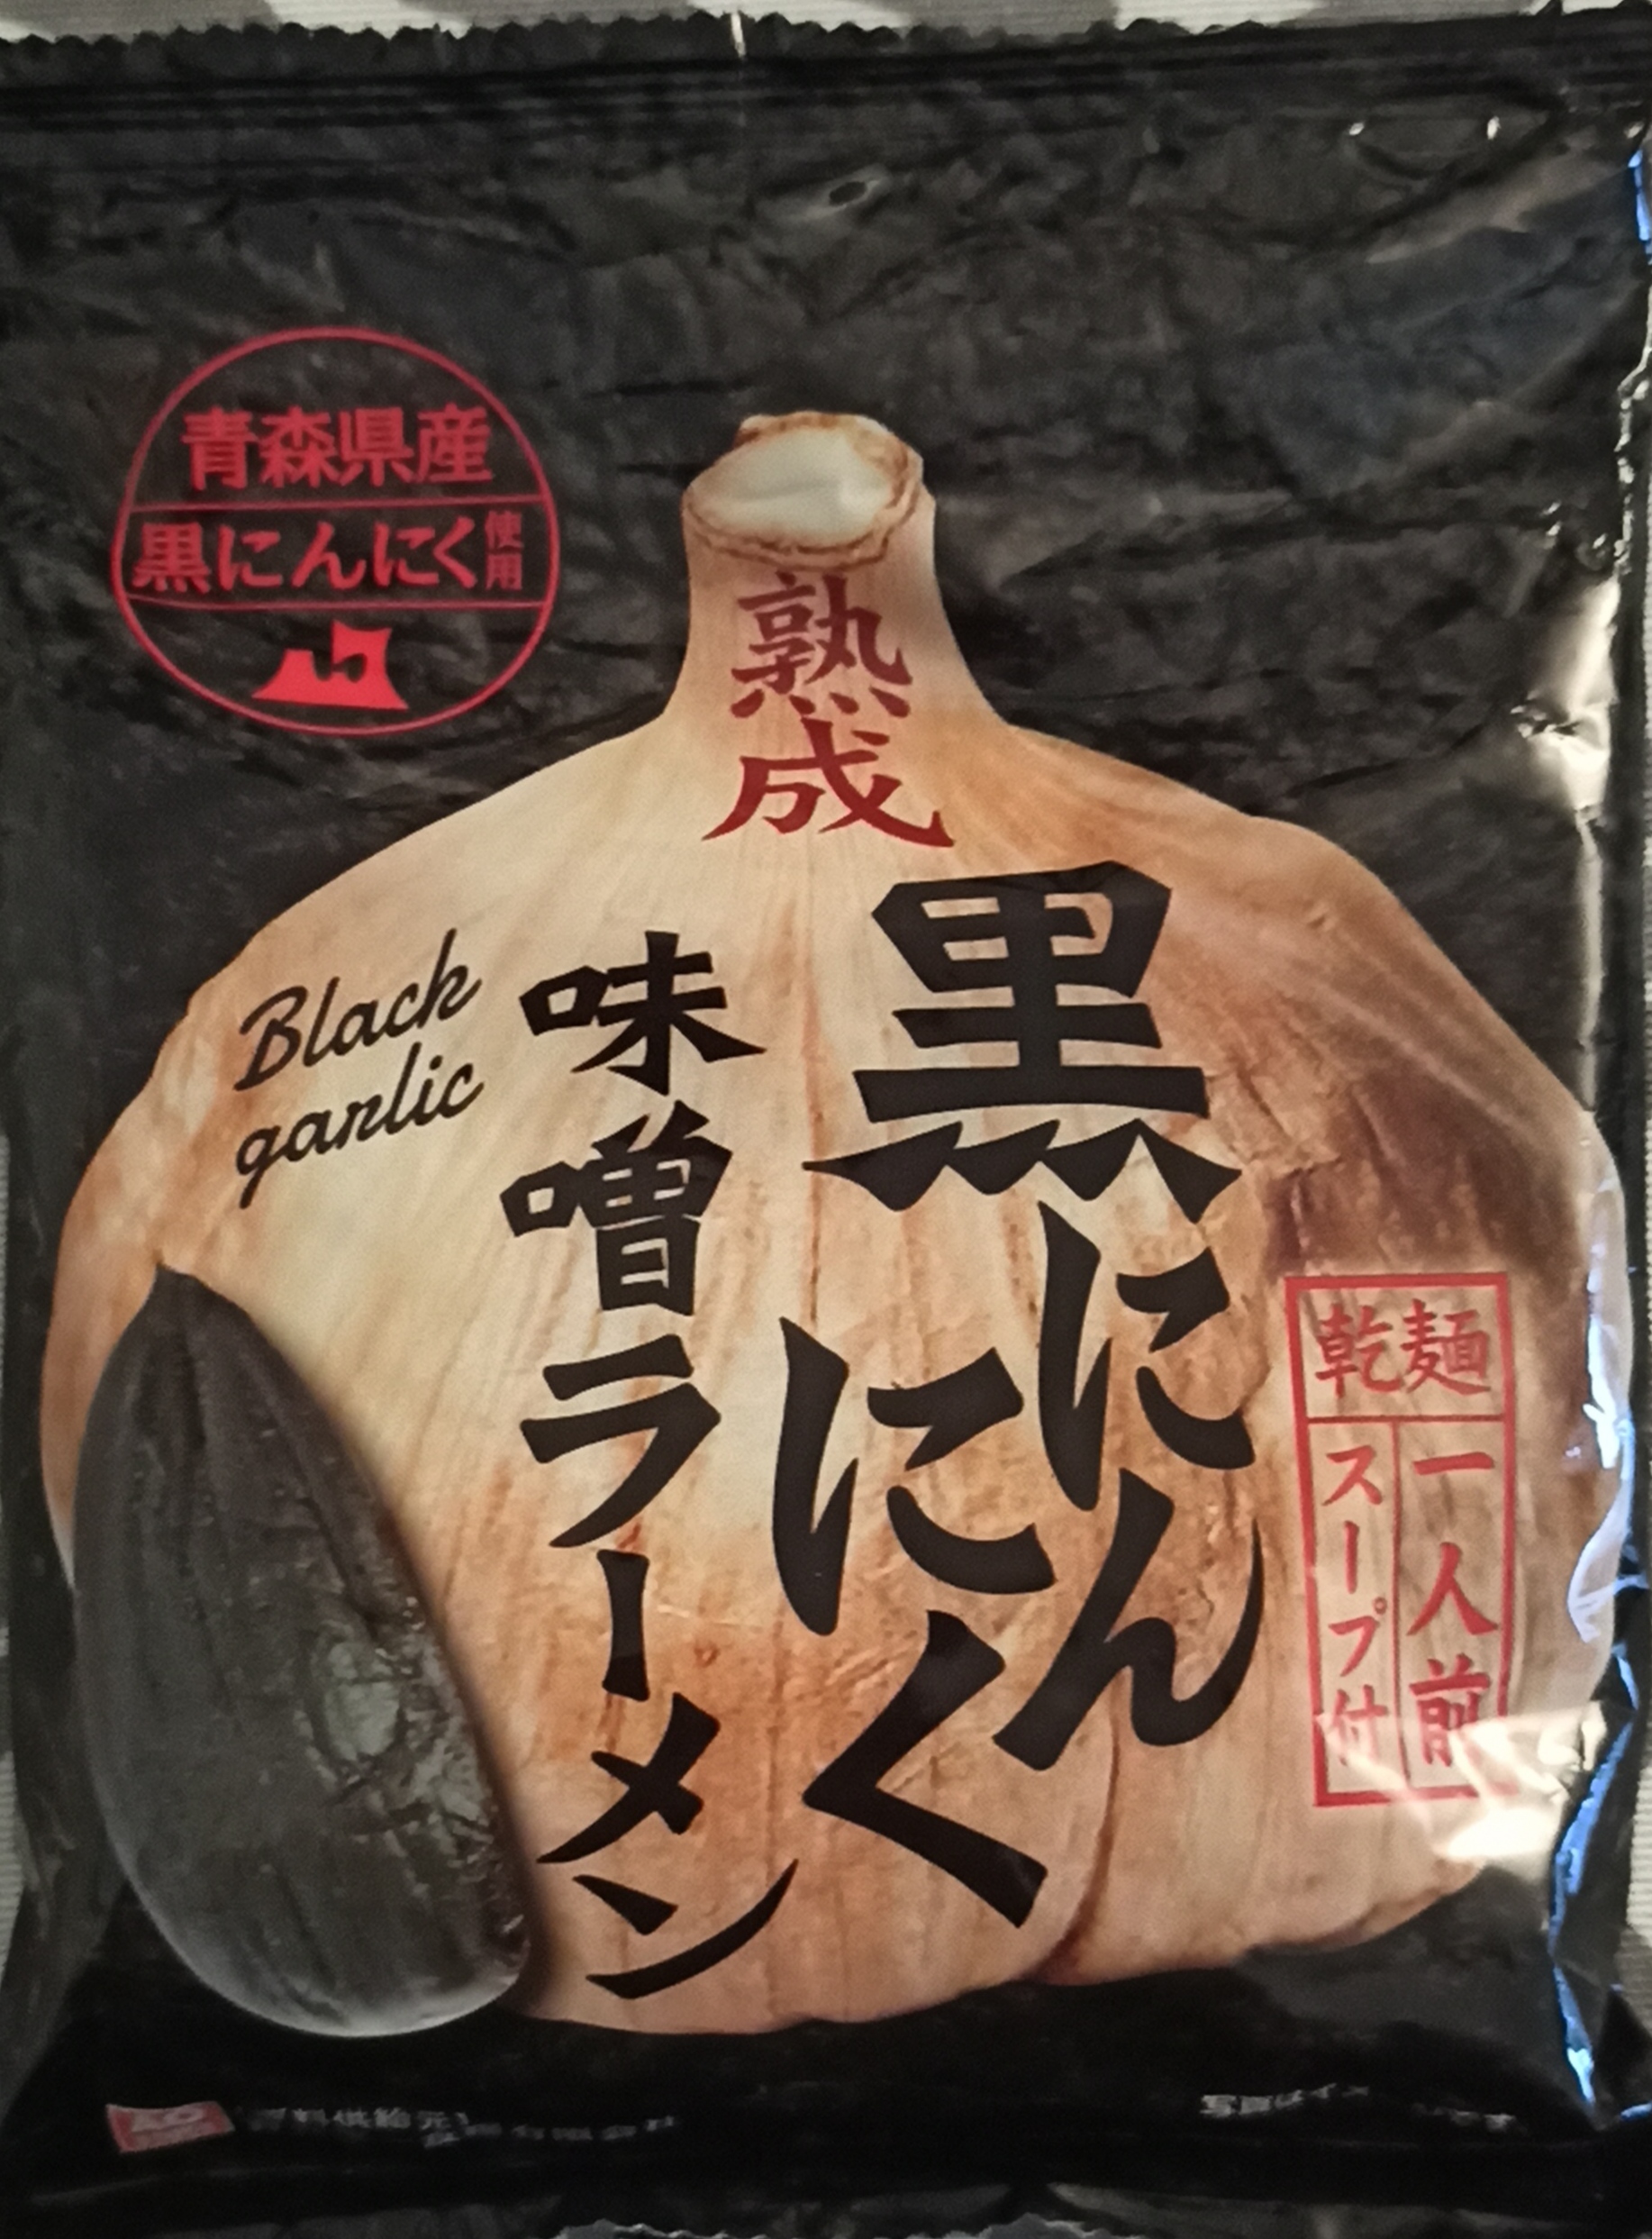 青森県産
黒にんにく使用
熟成
黒にんにく
味噌ラーメン
Black
garlic
乾麺
一人前
スープ付